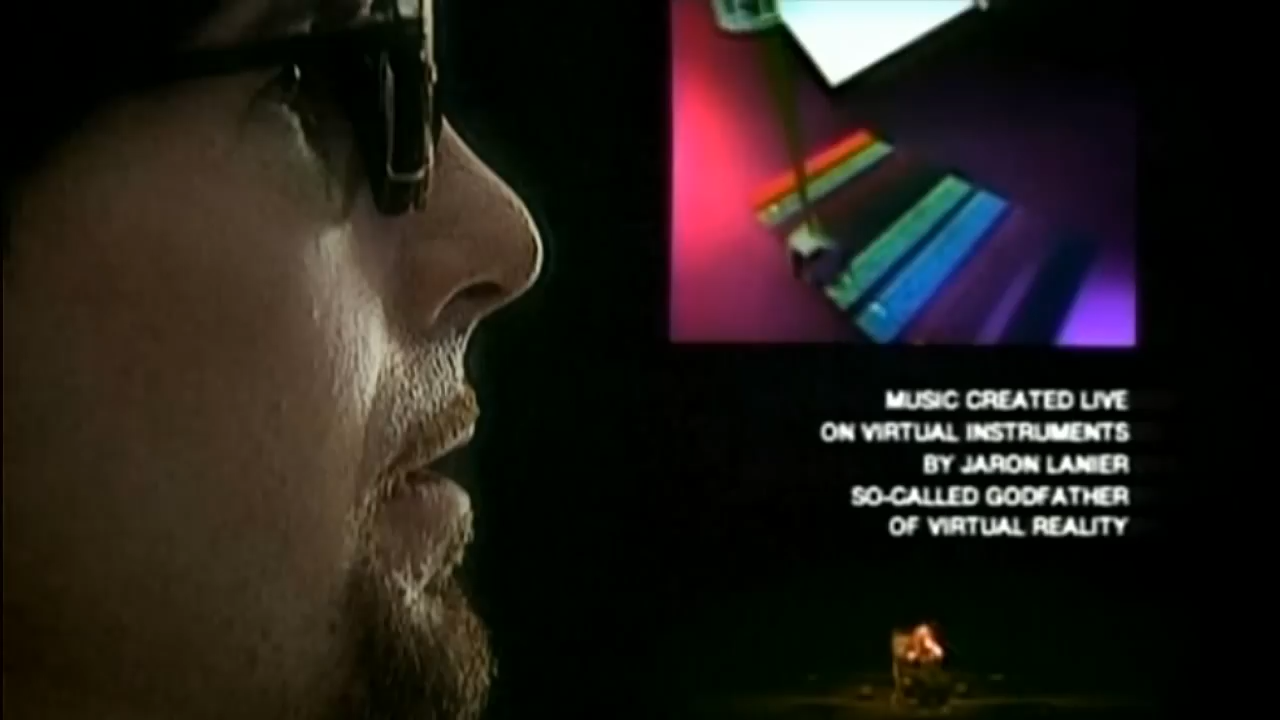 MUSIC CREATED LIVE
ON VIRTUAL INSTRUMENTS
BY JARON LANIER
SO-CALLED GODFATHER
OF VIRTUAL REALITY